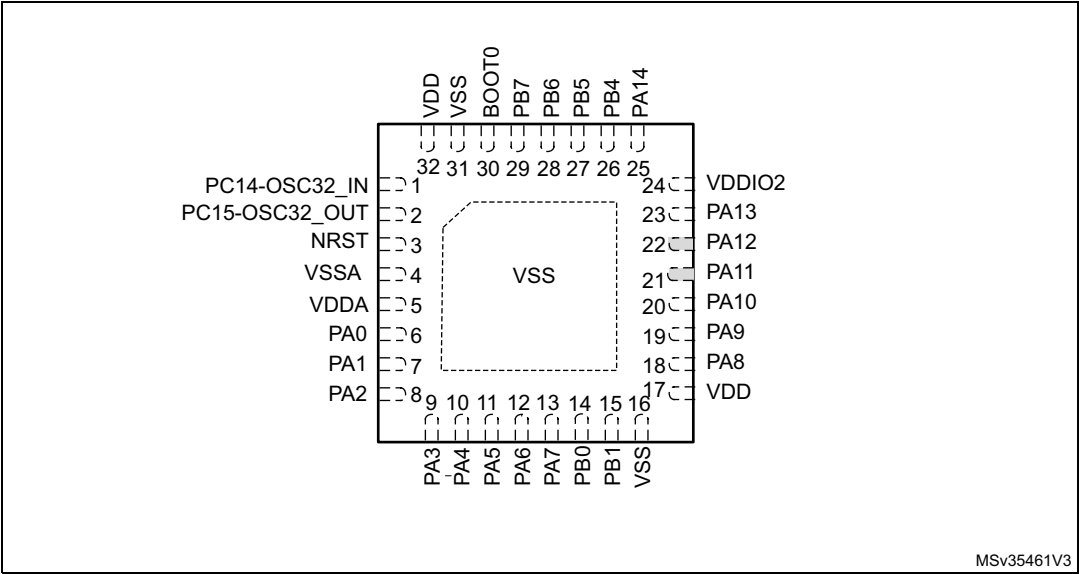 VDD
VSS
BOOT0
PB7
PB6
PB5
PB4
PA14
32 31 30 29 28 27 26 25
PC14-OSC32_IN 1
PC15-OSC32_OUT 2
NRST 3
VSSA 4
VDDA 5
PA0 6
PA1 7
PA2 8
VSS
24 VDDIO2
23 PA13
22 PA12
21 PA11
20 PA10
19 PA9
18 PA8
17 VDD
9 10 11 12 13 14 15 16
PA3
PA4
PA5
PA6
PA7
PB0
PB1
VSS
MSv35461V3